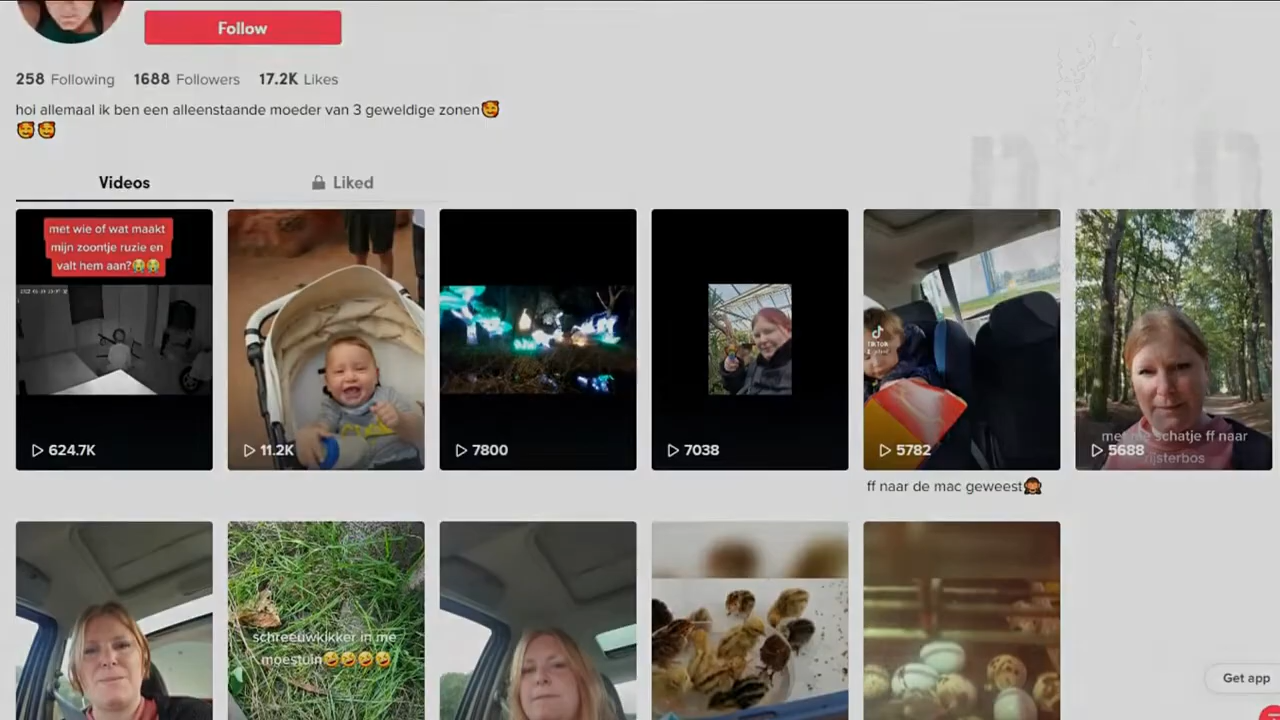 Follow
258 Following 1688 Followers 17.2K Likes
hoi allemaal ik ben een alleenstaande moeder van 3 geweldige zonen🥰
🥰🥰
Videos Liked
met wie of wat maakt
mijn zoontje ruzie en
valt hem aan?😭😭
624.7K
11.2K
7800
7038
TikTok
5782
5688
naar
ff naar de mac geweest🙊
schreeuwkikker in me
moestuin🤣🤣🤣🤣
Get app